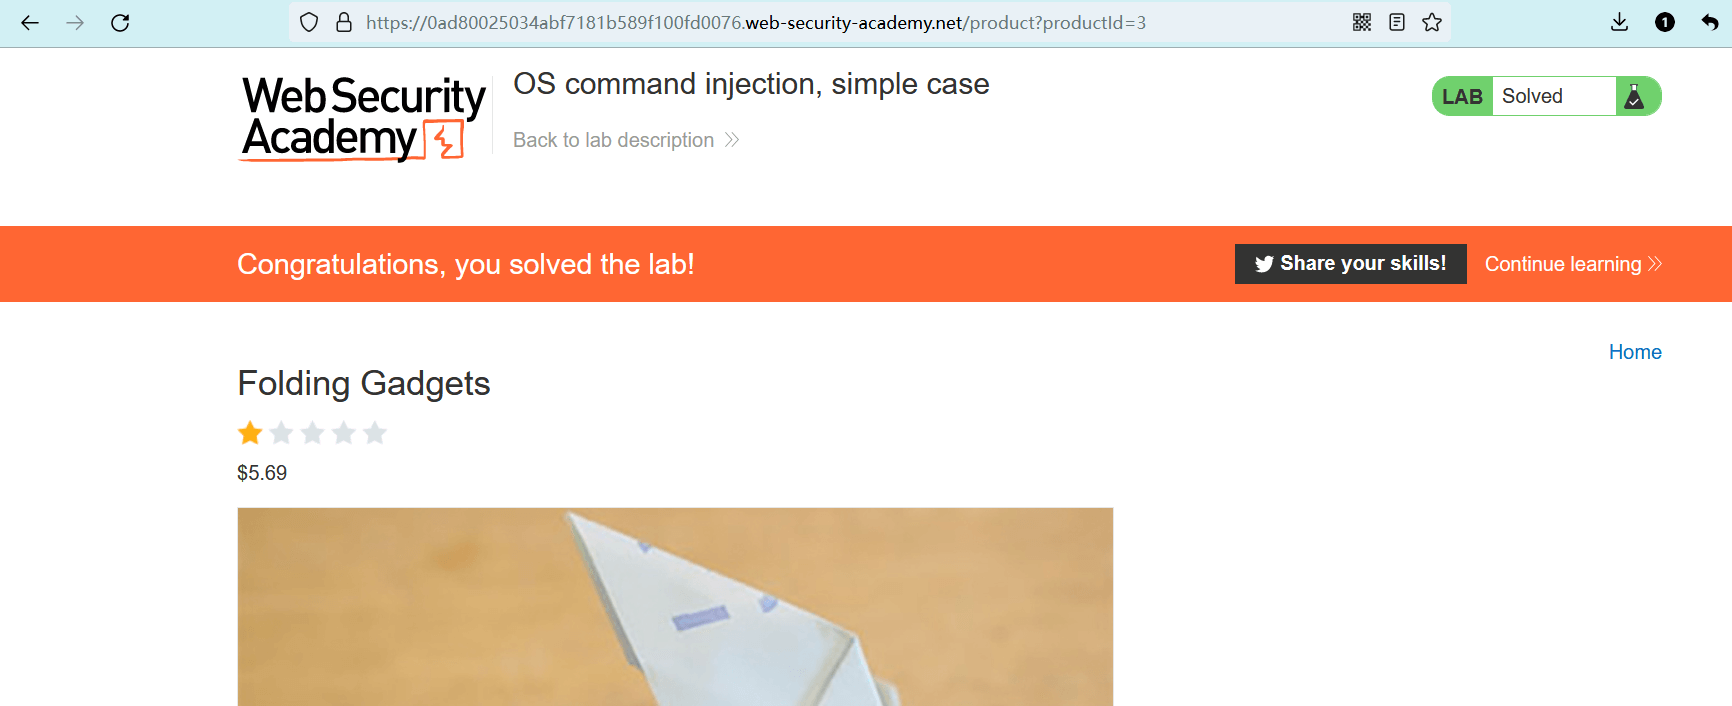 https://0ad80025034abf7181b589f100fd0076.web-security-academy.net/product?productId=3
1
Web Security
Academy
OS command injection, simple case
Back to lab description
LAB Solved
Congratulations, you solved the lab!
Share your skills!
Continue learning
Home
Folding Gadgets
$5.69